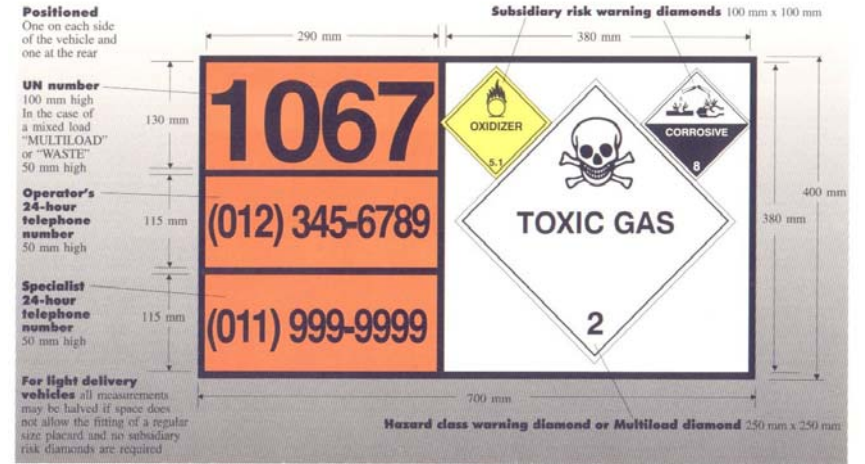 Positioned
One on each side
of the vehicle and
one at the rear
Subsidiary risk warning diamonds 100 mm x 100 mm
290 mm
380 mm
UN number
100 mm high
In the case of
a mixed load
"MULTILOAD"
or "WASTE"
50 mm high
130 mm
1067
OXIDIZER
5.1
CORROSIVE
8
TOXIC GAS
2
400 mm
380 mm
Operator's
24-hour
telephone
number
50 mm high
115 mm
(012) 345-6789
Specialist
24-hour
telephone
number
50 mm high
115 mm
(011) 999-9999
For light delivery
vehicles all measurements
may be halved if space does
not allow the fitting of a regular
size placard and no subsidiary
risk diamonds are required
700 mm
Hazard class warning diamond or Multiload diamond 250 mm x 250 mm